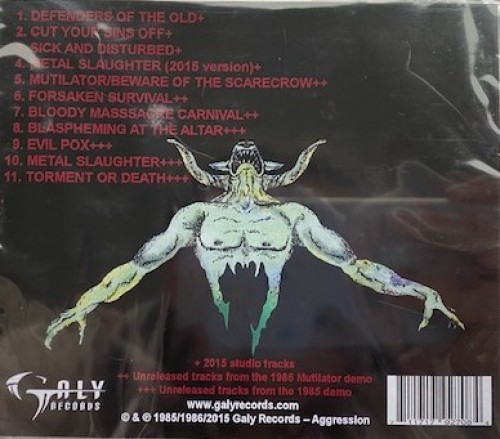 1. DEFENDERS OF THE OLD+
2. CUT YOUR SINS OFF+
SICK AND DISTURBED+
4. METAL SLAUGHTER (2015 version)+
5. MUTILATOR/BEWARE OF THE SCARECROW++
6. FORSAKEN SURVIVAL++
7. BLOODY MASSSACRE CARNIVAL++
8. BLASPHEMING AT THE ALTAR+++
9. EVIL POX+++
10. METAL SLAUGHTER+++
11. TORMENT OR DEATH+++
+ 2015 studio tracks
++ Unreleased tracks from the 1986 Mutilator demo
+++ Unreleased tracks from the 1985 demo
www.galyrecords.com
© & ℗ 1985/1986/2015 Galy Records – Aggression
GALY
RECORDS